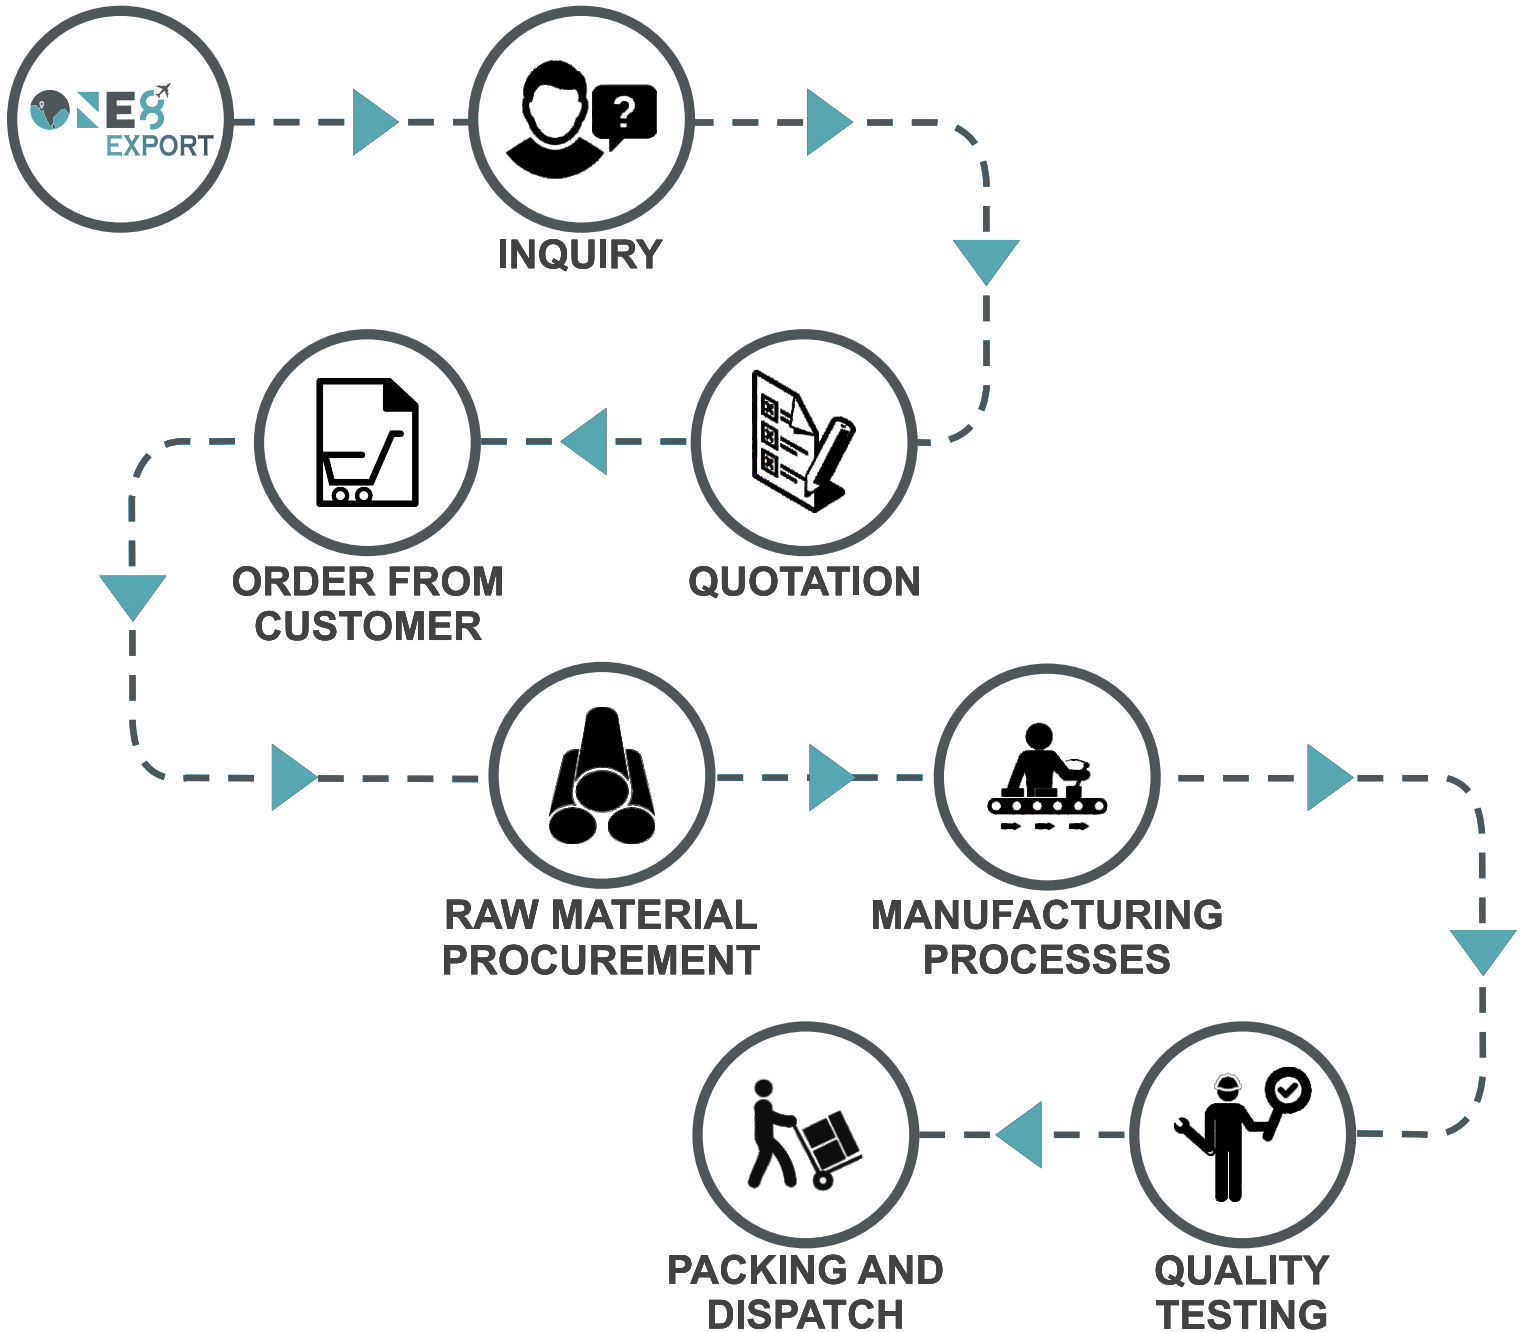 ONE8
EXPORT
?
INQUIRY
QUOTATION
ORDER FROM
CUSTOMER
RAW MATERIAL
PROCUREMENT
MANUFACTURING
PROCESSES
QUALITY
TESTING
PACKING AND
DISPATCH